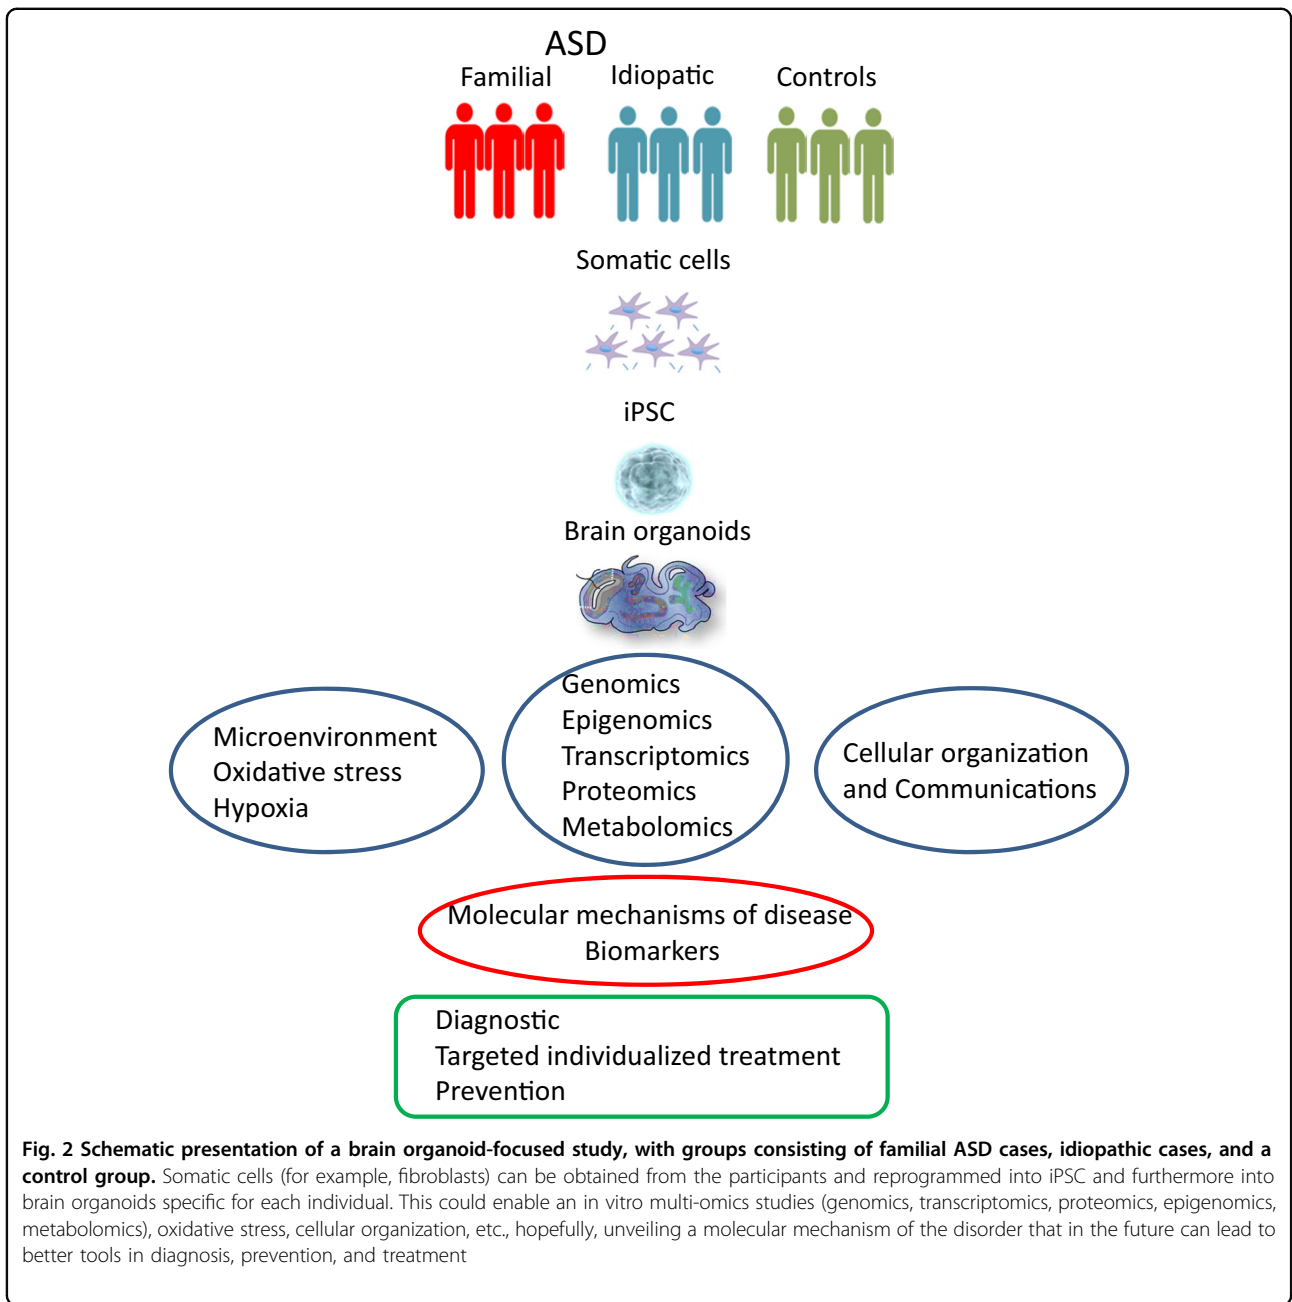 ASD
Familial Idiopatic Controls
Somatic cells
iPSC
Brain organoids
Microenvironment
Oxidative stress
Hypoxia
Genomics
Epigenomics
Transcriptomics
Proteomics
Metabolomics
Cellular organization
and Communications
Molecular mechanisms of disease
Biomarkers
Diagnostic
Targeted individualized treatment
Prevention
Fig. 2 Schematic presentation of a brain organoid-focused study, with groups consisting of familial ASD cases, idiopathic cases, and a
control group. Somatic cells (for example, fibroblasts) can be obtained from the participants and reprogrammed into iPSC and furthermore into
brain organoids specific for each individual. This could enable an in vitro multi-omics studies (genomics, transcriptomics, proteomics, epigenomics,
metabolomics), oxidative stress, cellular organization, etc., hopefully, unveiling a molecular mechanism of the disorder that in the future can lead to
better tools in diagnosis, prevention, and treatment